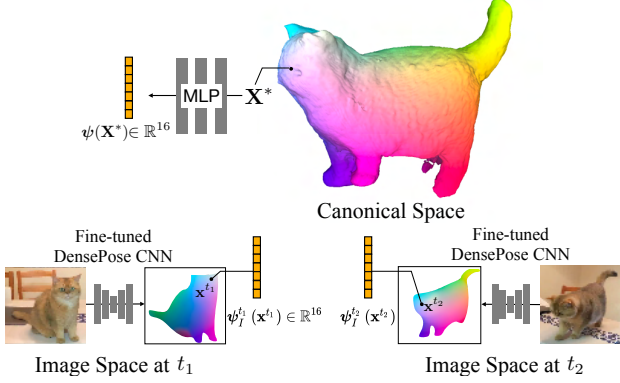 MLP
X*
ψ(X*)∈ ℝ¹⁶
Canonical Space
Fine-tuned
DensePose CNN
x^{t₁}
ψ_I^{t₁}(x^{t₁}) ∈ ℝ¹⁶
Image Space at t₁
Fine-tuned
DensePose CNN
x^{t₂}
ψ_I^{t₂}(x^{t₂})
Image Space at t₂